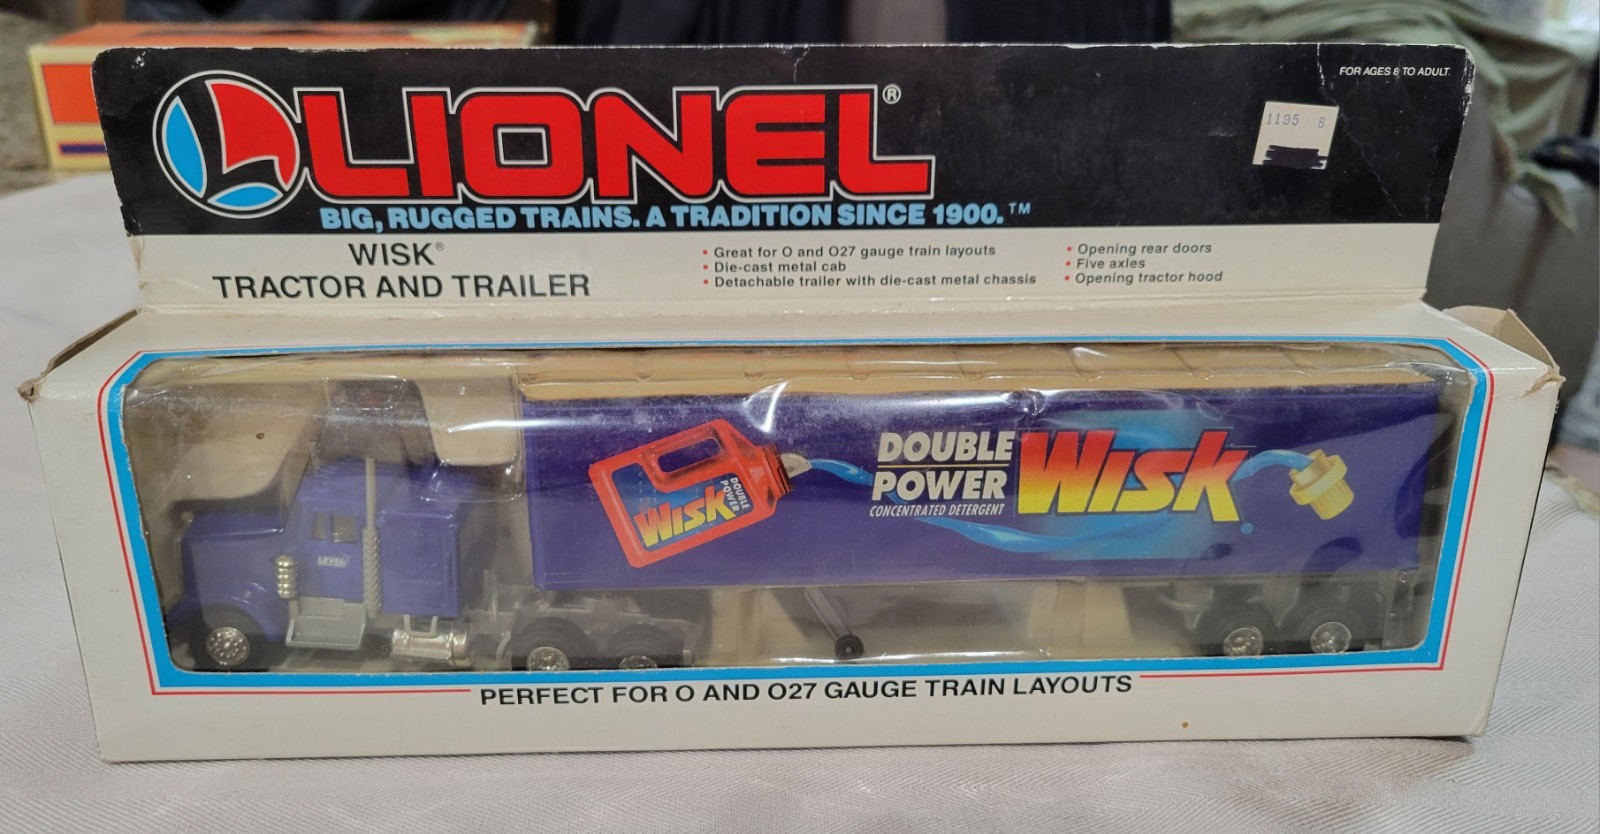 FOR AGES 8 TO ADULT
LIONEL®
1195 8
BIG, RUGGED TRAINS. A TRADITION SINCE 1900.™
WISK®
TRACTOR AND TRAILER
• Great for O and O27 gauge train layouts
• Die-cast metal cab
• Detachable trailer with die-cast metal chassis
• Opening rear doors
• Five axles
• Opening tractor hood
WISK
DOUBLE
POWER
DOUBLE
POWER
CONCENTRATED DETERGENT
WISK
LEVER
PERFECT FOR O AND O27 GAUGE TRAIN LAYOUTS